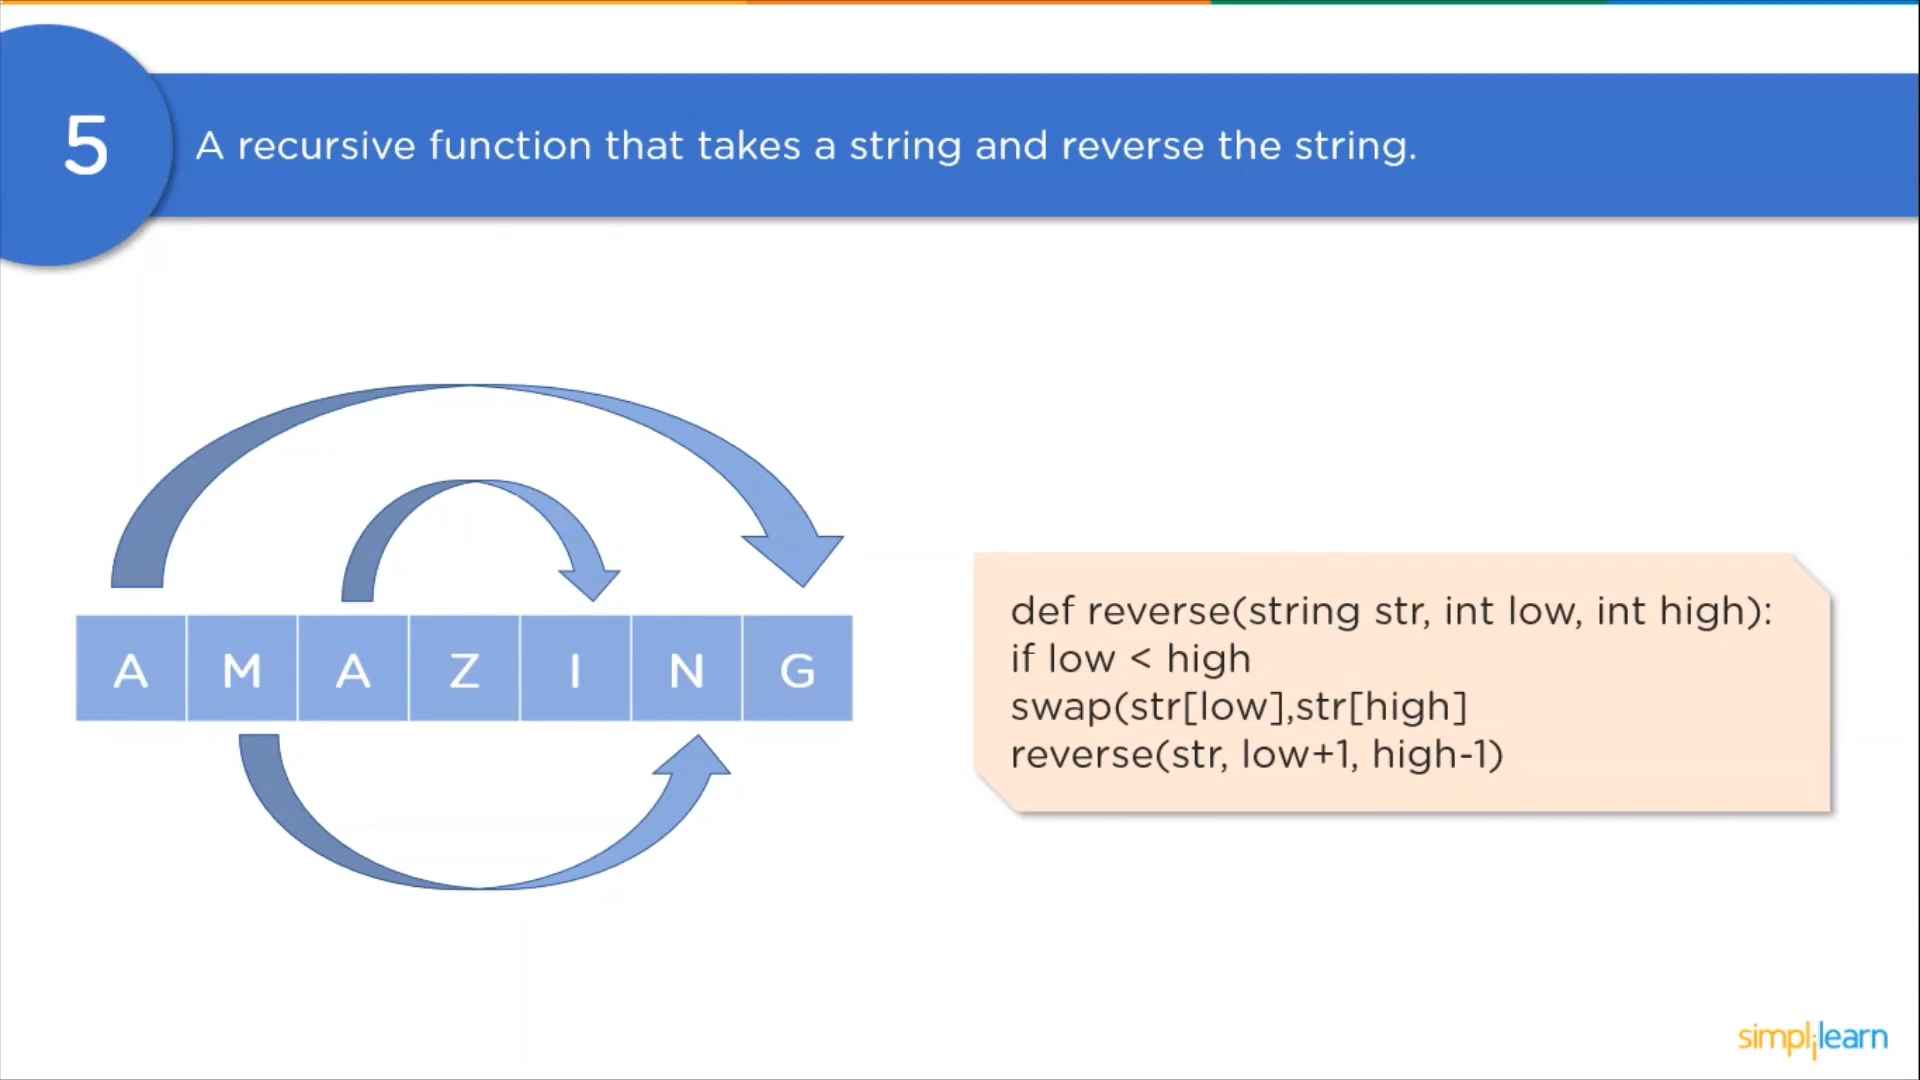 5
A recursive function that takes a string and reverse the string.
A M A Z I N G
def reverse(string str, int low, int high):
if low < high
swap(str[low],str[high]
reverse(str, low+1, high-1)
simplilearn